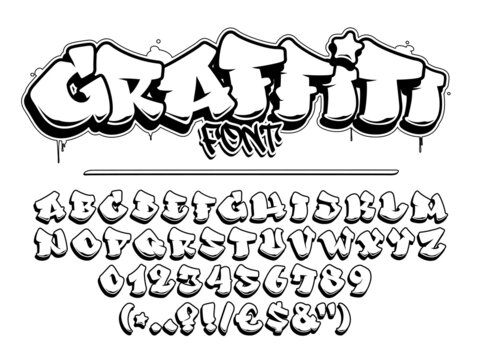 GRAFFiTi
FONT
ABCDEFGHIJKLM
NOPQRSTUVWXYZ
0123456789
(*.,?!/€$&")